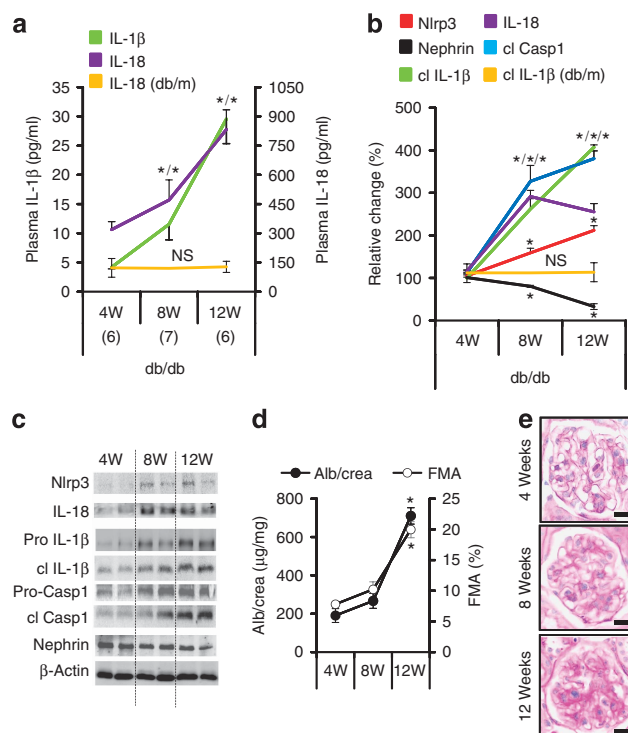 a
IL-1β
IL-18
IL-18 (db/m)
Plasma IL-1β (pg/ml)
35
30
25
20
15
10
5
0
1050
900
750
600
450
300
150
0
Plasma IL-18 (pg/ml)
*/*
*/*
NS
4W 8W 12W
(6) (7) (6)
db/db
b
Nlrp3 IL-18
Nephrin cl Casp1
cl IL-1β cl IL-1β (db/m)
Relative change (%)
500
400
300
200
100
0
*/*/* */*/*
*
*
NS
*
*
4W 8W 12W
db/db
c
4W 8W 12W
Nlrp3
IL-18
Pro IL-1β
cl IL-1β
Pro-Casp1
cl Casp1
Nephrin
β-Actin
d
Alb/crea FMA
Alb/crea (μg/mg)
800
600
400
200
0
25
20
15
10
5
0
FMA (%)
*
*
4W 8W 12W
e
4 Weeks
8 Weeks
12 Weeks